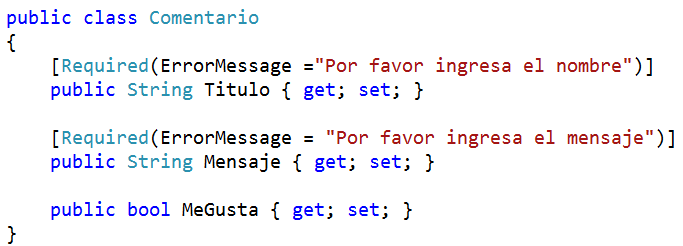 public class Comentario
{
[Required(ErrorMessage ="Por favor ingresa el nombre")]
public String Titulo { get; set; }
[Required(ErrorMessage = "Por favor ingresa el mensaje")]
public String Mensaje { get; set; }
public bool MeGusta { get; set; }
}